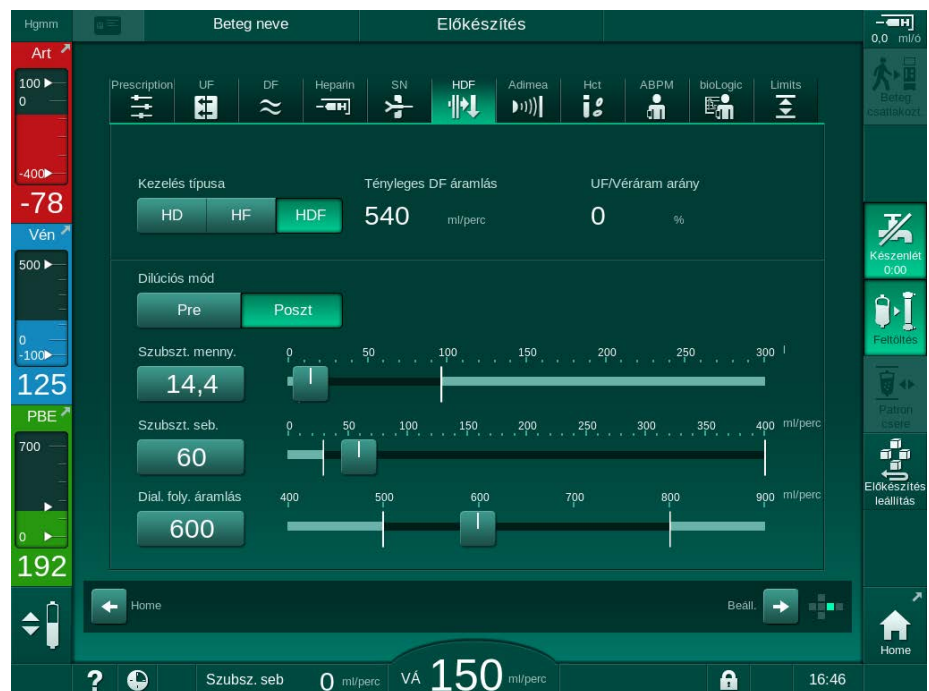 Hgmm
Beteg neve
Előkészítés
0,0 ml/ó
Art
100
0
-400
-78
Vén
500
0
-100
125
PBE
700
0
192
Prescription
UF
DF
Heparin
SN
HDF
Adimea
Hct
ABPM
bioLogic
Limits
Kezelés típusa
Tényleges DF áramlás
UF/Véráram arány
HD HF HDF
540 ml/perc
0 %
Dilúciós mód
Pre Poszt
Szubszt. menny.
0 50 100 150 200 250 300 l
14,4
Szubszt. seb.
0 50 100 150 200 250 300 350 400 ml/perc
60
Dial. foly. áramlás
400 500 600 700 800 900 ml/perc
600
Home
Beáll.
Beteg
csatlakozt.
Készenlét
0:00
Feltöltés
Patron
csere
Előkészítés
leállítás
Home
? Szubsz. seb 0 ml/perc VÁ 150 ml/perc 16:46